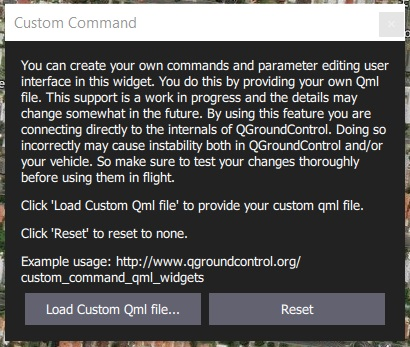 Custom Command
You can create your own commands and parameter editing user
interface in this widget. You do this by providing your own Qml
file. This support is a work in progress and the details may
change somewhat in the future. By using this feature you are
connecting directly to the internals of QGroundControl. Doing so
incorrectly may cause instability both in QGroundControl and/or
your vehicle. So make sure to test your changes thoroughly
before using them in flight.
Click 'Load Custom Qml file' to provide your custom qml file.
Click 'Reset' to reset to none.
Example usage: http://www.qgroundcontrol.org/
custom_command_qml_widgets
Load Custom Qml file...
Reset